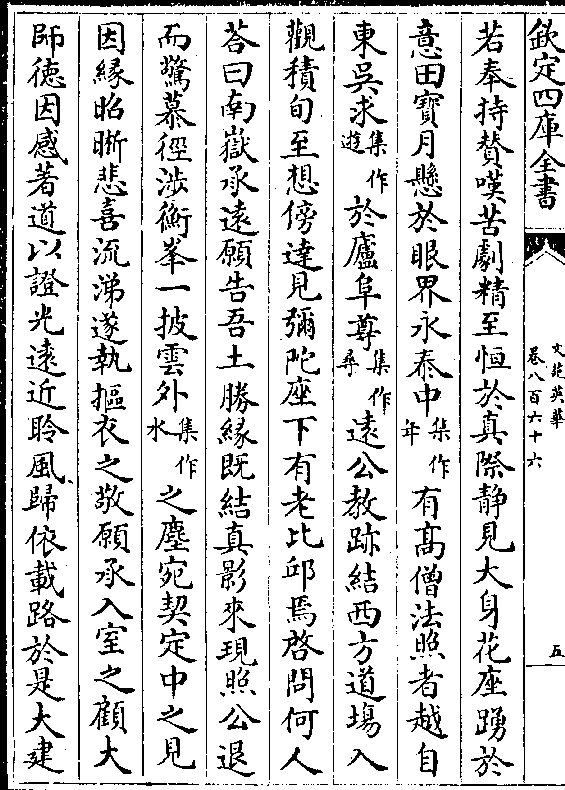 欽定四庫全書
文苑英華
卷八百六十六
五
若奉持賛嘆苦劇精至恒於真際静見大身花座踴於
意田寳月懸於眼界永泰中集作年有髙僧法照者越自
東吳求集作遊於廬阜尊集作尋遠公教跡結西方道場入
觀積旬至想傍達見彌陀座下有老比邱焉啓問何人
荅曰南嶽承遠願告吾土勝緣既結真影來現照公退
而驚慕徑涉衡峯一披雲外集作水之塵宛契定中之見
因緣昭晰悲喜流涕遂執摳衣之敬願承入室之顧大
師徳因感著道以證光遠近聆風歸依載路於是大建